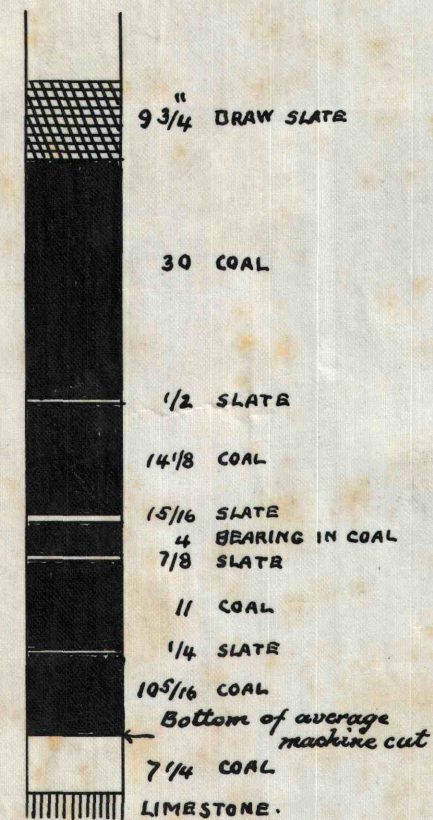 9 3/4" DRAW SLATE
30 COAL
1/2 SLATE
14 1/8 COAL
15/16 SLATE
4 BEARING IN COAL
7/8 SLATE
11 COAL
1/4 SLATE
10 5/16 COAL
Bottom of average
machine cut
7 1/4 COAL
LIMESTONE.